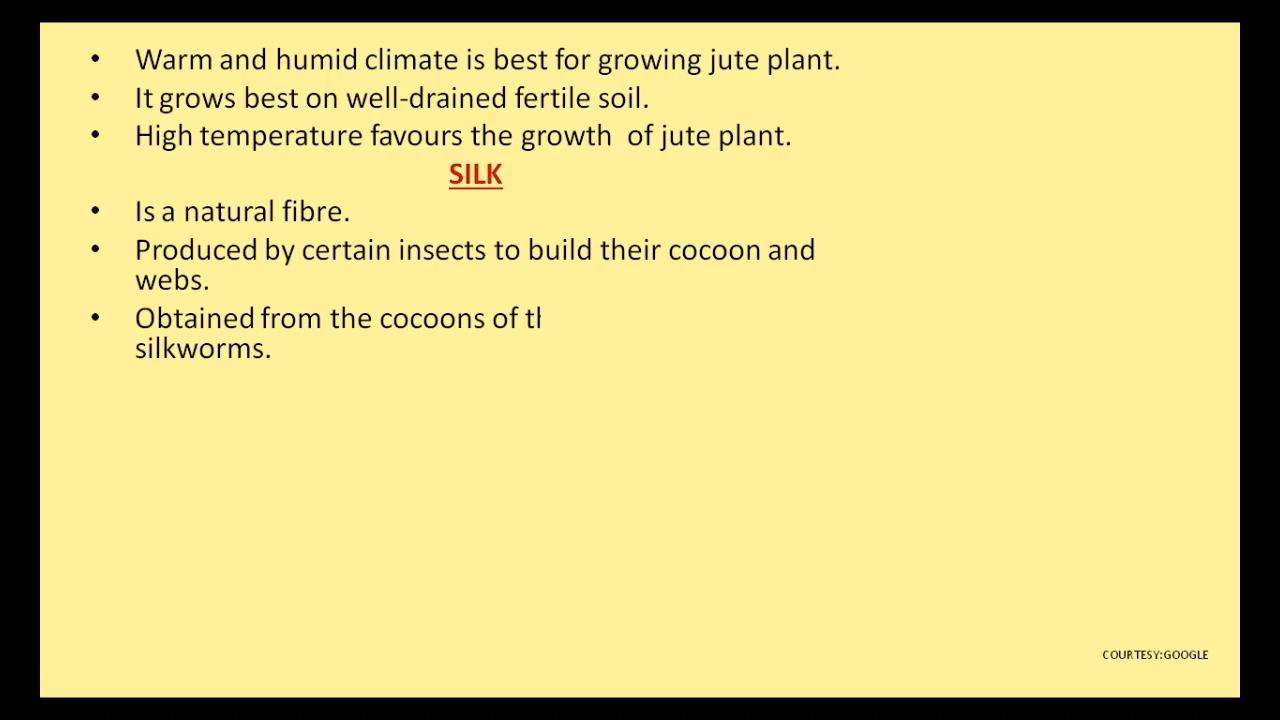 • Warm and humid climate is best for growing jute plant.
• It grows best on well-drained fertile soil.
• High temperature favours the growth of jute plant.
SILK
• Is a natural fibre.
• Produced by certain insects to build their cocoon and
webs.
• Obtained from the cocoons of
silkworms.
COURTESY:GOOGLE